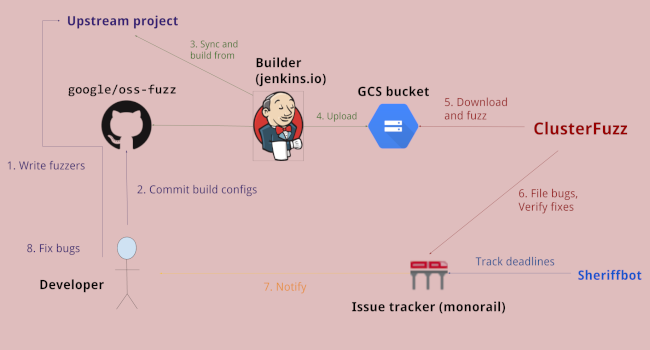 Upstream project
3. Sync and
build from
Builder
(jenkins.io)
google/oss-fuzz
GCS bucket
4. Upload
5. Download
and fuzz
ClusterFuzz
1. Write fuzzers
2. Commit build configs
6. File bugs,
Verify fixes
8. Fix bugs
Track deadlines
Sheriffbot
Developer
7. Notify
Issue tracker (monorail)